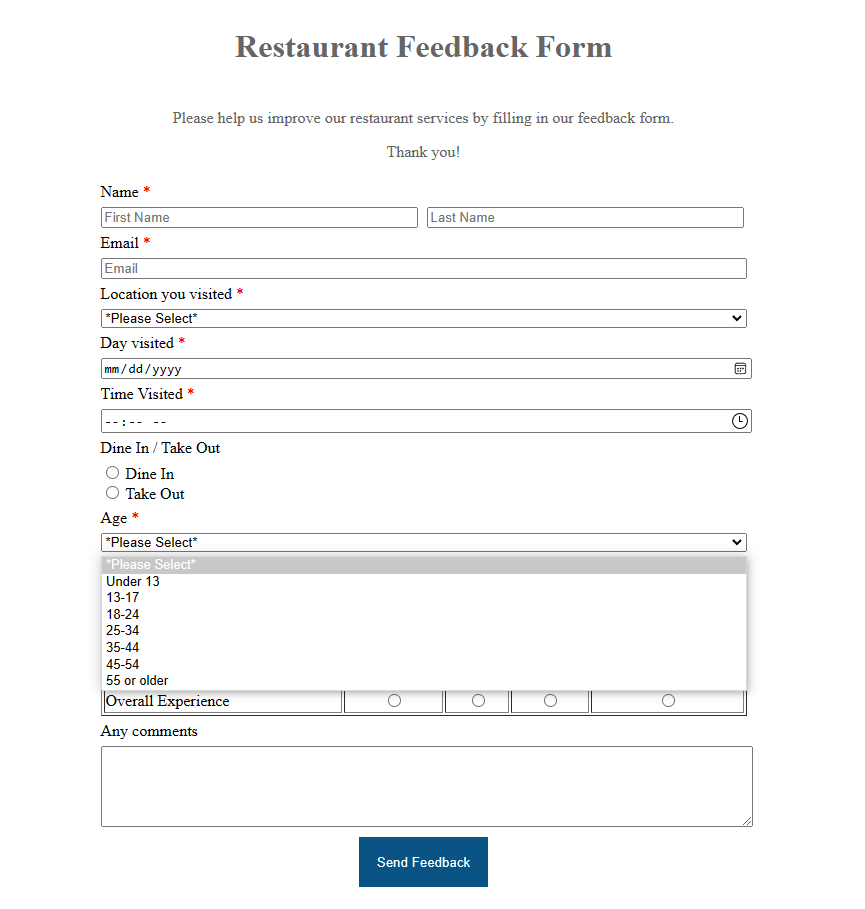 Restaurant Feedback Form
Please help us improve our restaurant services by filling in our feedback form.
Thank you!
Name *
First Name Last Name
Email *
Email
Location you visited *
*Please Select*
Day visited *
mm/dd/yyyy
Time Visited *
--:-- --
Dine In / Take Out
Dine In
Take Out
Age *
*Please Select*
*Please Select*
Under 13
13-17
18-24
25-34
35-44
45-54
55 or older
Overall Experience
Any comments
Send Feedback